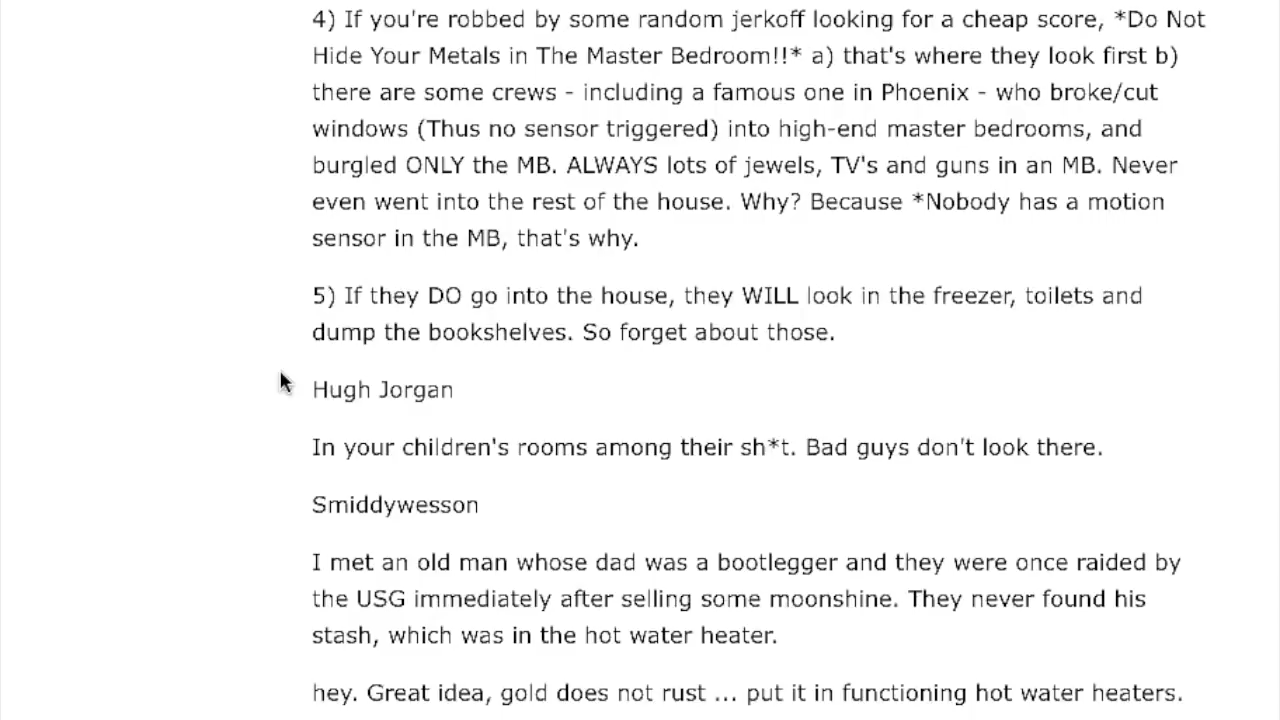 4) If you're robbed by some random jerkoff looking for a cheap score, *Do Not
Hide Your Metals in The Master Bedroom!!* a) that's where they look first b)
there are some crews - including a famous one in Phoenix - who broke/cut
windows (Thus no sensor triggered) into high-end master bedrooms, and
burgled ONLY the MB. ALWAYS lots of jewels, TV's and guns in an MB. Never
even went into the rest of the house. Why? Because *Nobody has a motion
sensor in the MB, that's why.
5) If they DO go into the house, they WILL look in the freezer, toilets and
dump the bookshelves. So forget about those.
Hugh Jorgan
In your children's rooms among their sh*t. Bad guys don't look there.
Smiddywesson
I met an old man whose dad was a bootlegger and they were once raided by
the USG immediately after selling some moonshine. They never found his
stash, which was in the hot water heater.
hey. Great idea, gold does not rust ... put it in functioning hot water heaters.